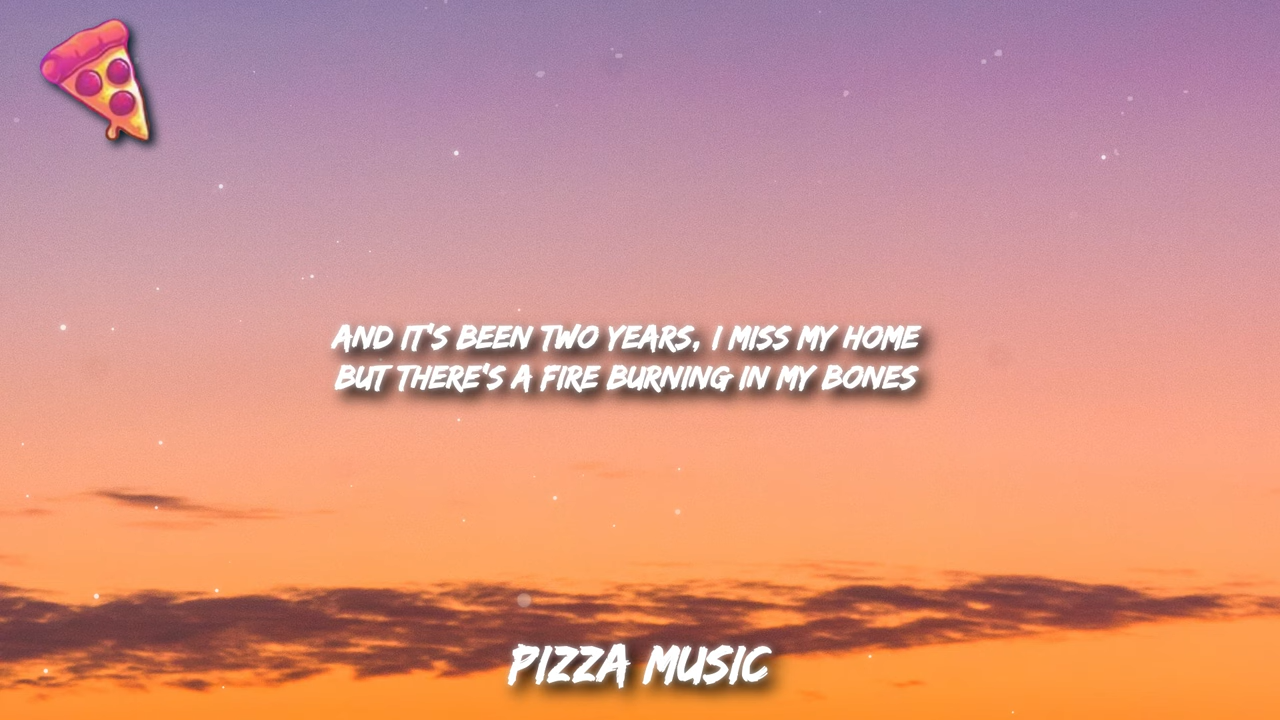 AND IT'S BEEN TWO YEARS, I MISS MY HOME
BUT THERE'S A FIRE BURNING IN MY BONES
PIZZA MUSIC